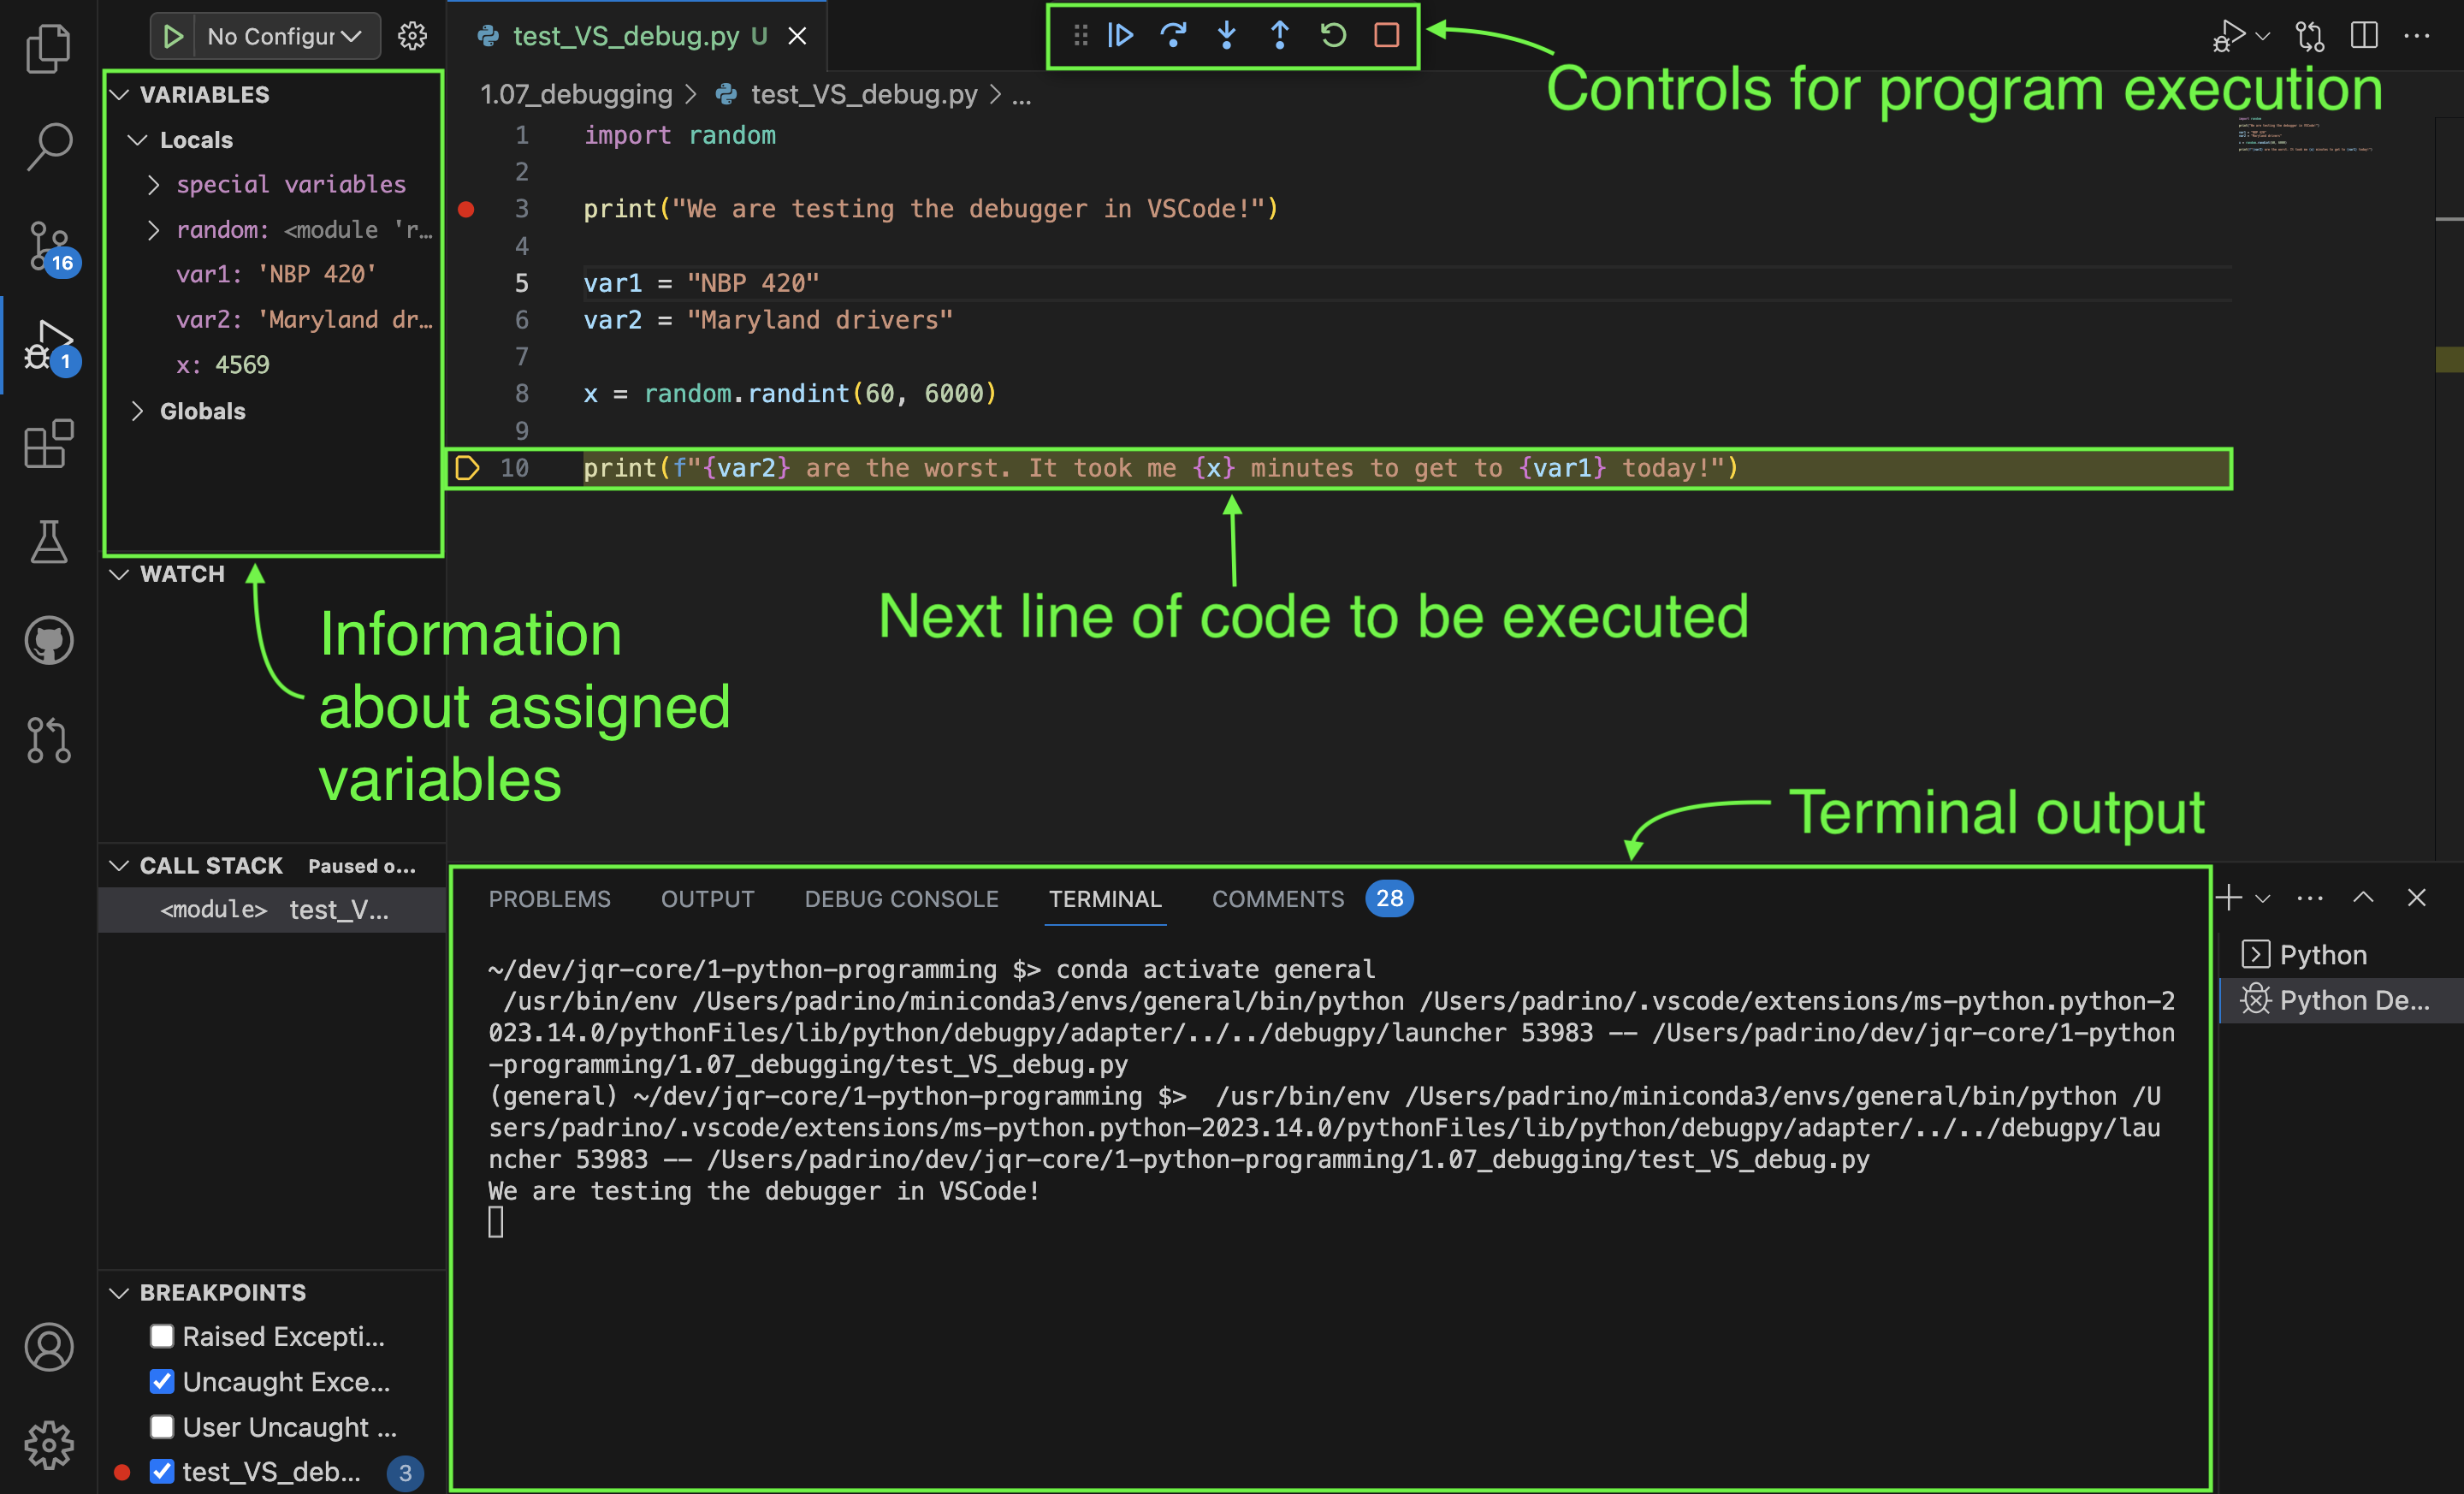 No Configur
test_VS_debug.py U
Controls for program execution
VARIABLES
Locals
special variables
random: <module 'r…
var1: 'NBP 420'
var2: 'Maryland dr…
x: 4569
Globals
1.07_debugging > test_VS_debug.py > ...
1 import random
2
3 print("We are testing the debugger in VSCode!")
4
5 var1 = "NBP 420"
6 var2 = "Maryland drivers"
7
8 x = random.randint(60, 6000)
9
10 print(f"{var2} are the worst. It took me {x} minutes to get to {var1} today!")
16
1
WATCH
Information
about assigned
variables
Next line of code to be executed
Terminal output
CALL STACK Paused o...
<module> test_V...
BREAKPOINTS
Raised Excepti...
Uncaught Exce...
User Uncaught ...
test_VS_deb... 3
PROBLEMS OUTPUT DEBUG CONSOLE TERMINAL COMMENTS 28
~/dev/jqr-core/1-python-programming $> conda activate general
/usr/bin/env /Users/padrino/miniconda3/envs/general/bin/python /Users/padrino/.vscode/extensions/ms-python.python-2
023.14.0/pythonFiles/lib/python/debugpy/adapter/../../debugpy/launcher 53983 -- /Users/padrino/dev/jqr-core/1-python
-programming/1.07_debugging/test_VS_debug.py
(general) ~/dev/jqr-core/1-python-programming $>  /usr/bin/env /Users/padrino/miniconda3/envs/general/bin/python /U
sers/padrino/.vscode/extensions/ms-python.python-2023.14.0/pythonFiles/lib/python/debugpy/adapter/../../debugpy/lau
ncher 53983 -- /Users/padrino/dev/jqr-core/1-python-programming/1.07_debugging/test_VS_debug.py
We are testing the debugger in VSCode!
Python
Python De...